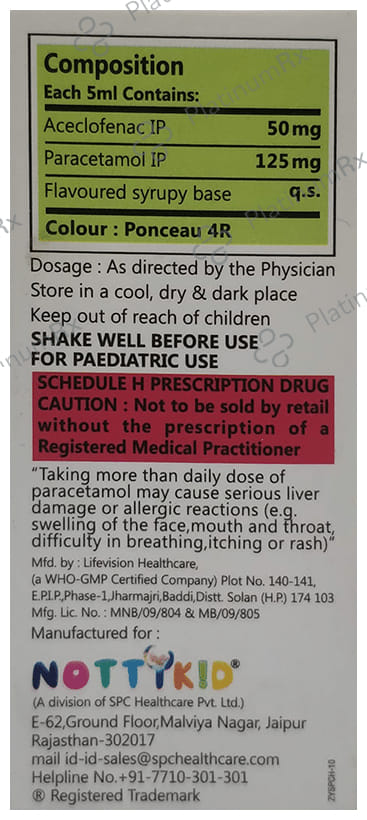 Composition
Each 5ml Contains:
Aceclofenac IP 50mg
Paracetamol IP 125mg
Flavoured syrupy base q.s.
Colour : Ponceau 4R
Dosage : As directed by the Physician
Store in a cool, dry & dark place
Keep out of reach of children
SHAKE WELL BEFORE USE
FOR PAEDIATRIC USE
SCHEDULE H PRESCRIPTION DRUG
CAUTION : Not to be sold by retail
without the prescription of a
Registered Medical Practitioner
“Taking more than daily dose of
paracetamol may cause serious liver
damage or allergic reactions (e.g.
swelling of the face,mouth and throat,
difficulty in breathing,itching or rash)“
Mfd. by : Lifevision Healthcare,
(a WHO-GMP Certified Company) Plot No. 140-141,
E.P.I.P.,Phase-1,Jharmajri,Baddi,Distt. Solan (H.P.) 174 103
Mfg. Lic. No. : MNB/09/804 & MB/09/805
Manufactured for :
NOTTYKID®
(A division of SPC Healthcare Pvt. Ltd.)
E-62,Ground Floor,Malviya Nagar, Jaipur
Rajasthan-302017
mail id-id-sales@spchealthcare.com
Helpline No.+91-7710-301-301
® Registered Trademark
ZYSPCH-10
PlatinumRx